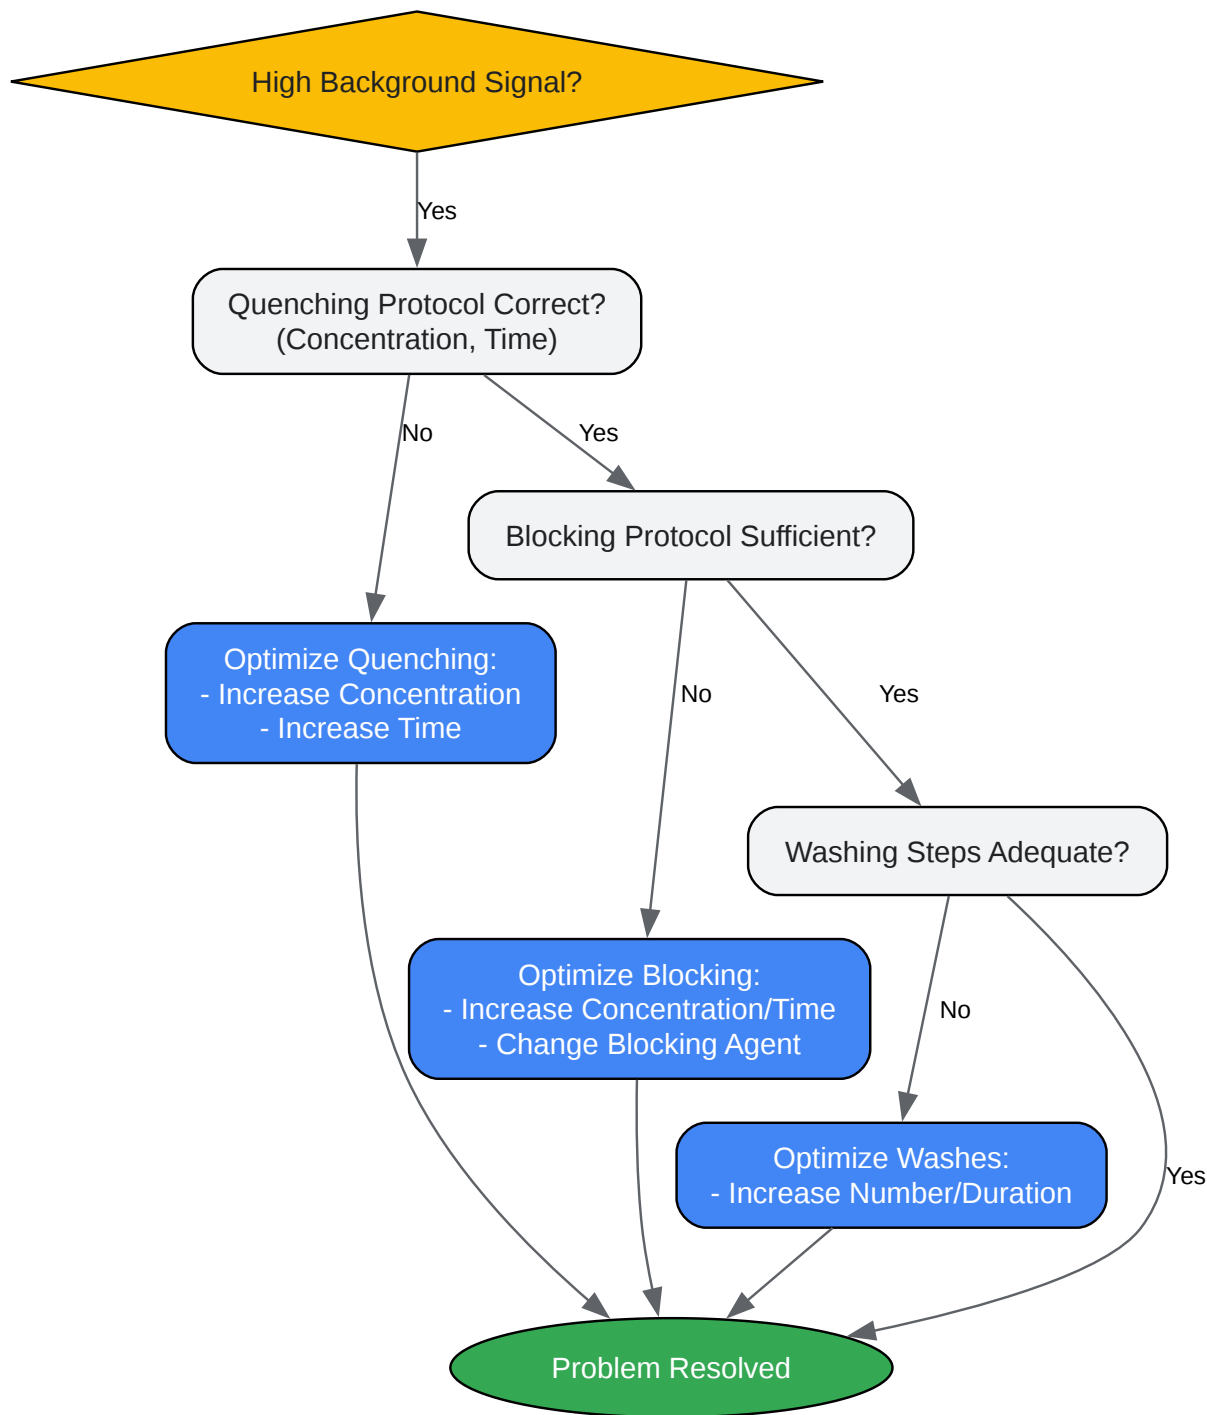 High Background Signal?
Yes
Quenching Protocol Correct?
(Concentration, Time)
No
Yes
Blocking Protocol Sufficient?
Optimize Quenching:
- Increase Concentration
- Increase Time
No
Yes
Washing Steps Adequate?
Optimize Blocking:
- Increase Concentration/Time
- Change Blocking Agent
No
Optimize Washes:
- Increase Number/Duration
Yes
Problem Resolved